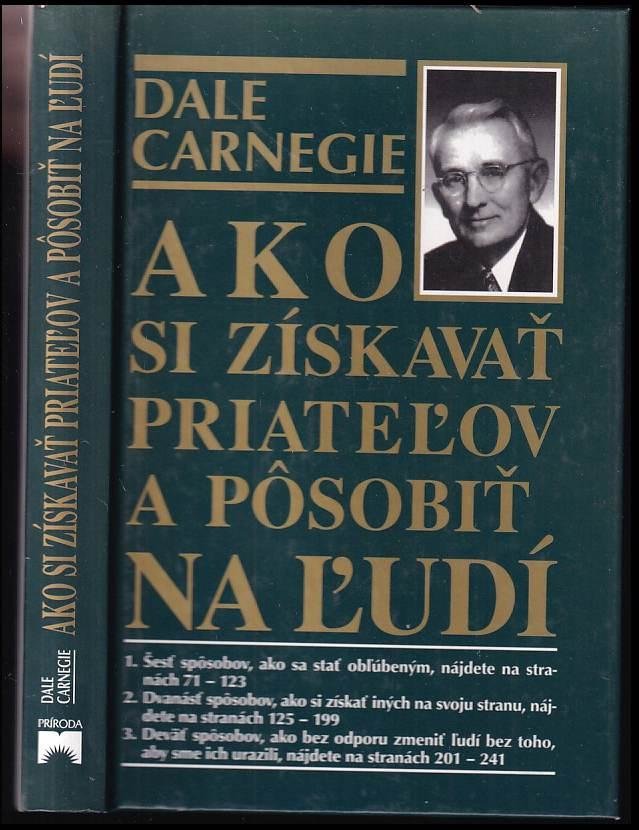 DALE
CARNEGIE
AKO
SI ZÍSKAVAŤ
PRIATEĽOV
A PÔSOBIŤ
NA ĽUDÍ
1. Šesť spôsobov, ako sa stať obľúbeným, nájdete na stra-
nách 71 – 123
2. Dvanásť spôsobov, ako si získať iných na svoju stranu, náj-
dete na stranách 125 – 199
3. Deväť spôsobov, ako bez odporu zmeniť ľudí bez toho,
aby sme ich urazili, nájdete na stranách 201 – 241
AKO SI ZÍSKAVAŤ PRIATEĽOV A PÔSOBIŤ NA ĽUDÍ
DALE
CARNEGIE
PRÍRODA